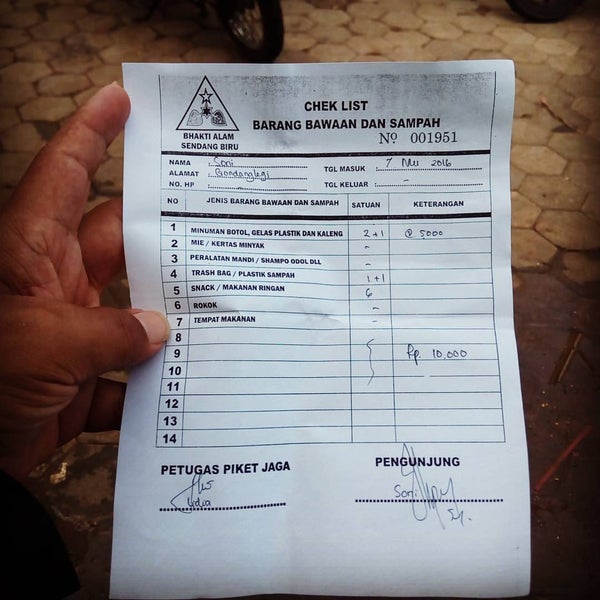 CHEK LIST
BARANG BAWAAN DAN SAMPAH
BHAKTI ALAM
SENDANG BIRU
No 001951
NAMA : Soni TGL MASUK : 7 Mei 2016
ALAMAT : Gondanglegi TGL KELUAR : -
NO. HP :
NO JENIS BARANG BAWAAN DAN SAMPAH SATUAN KETERANGAN
1 MINUMAN BOTOL, GELAS PLASTIK DAN KALENG 2+1 @ 5000
2 MIE / KERTAS MINYAK -
3 PERALATAN MANDI / SHAMPO ODOL DLL -
4 TRASH BAG / PLASTIK SAMPAH 1+1
5 SNACK / MAKANAN RINGAN 6
6 ROKOK -
7 TEMPAT MAKANAN -
8
9 Rp. 10,000
10
11
12
13
14
PETUGAS PIKET JAGA PENGUNJUNG
Soni